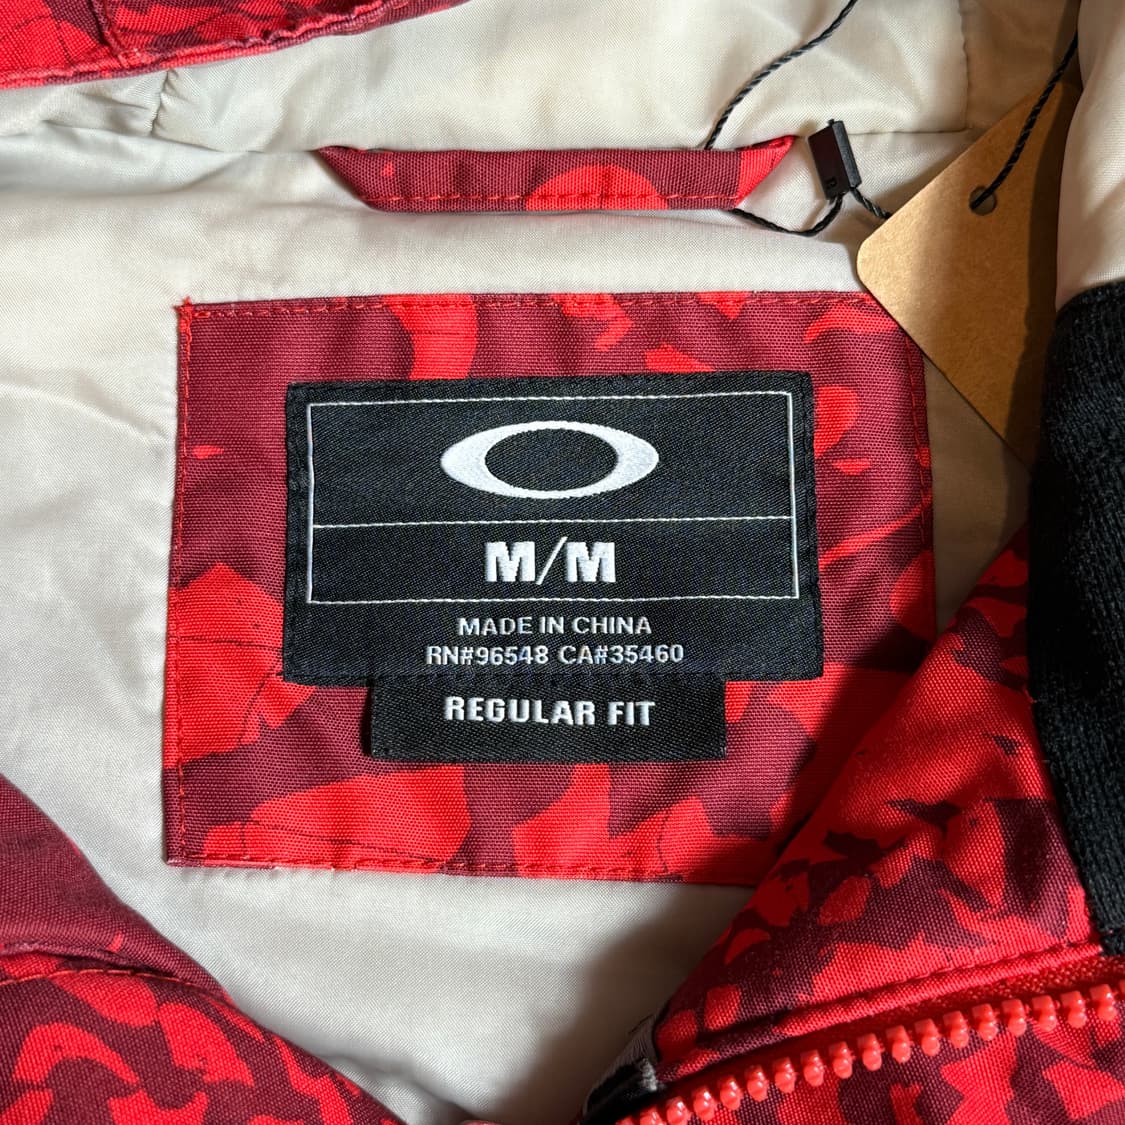 M/M
MADE IN CHINA
RN#96548 CA#35460
REGULAR FIT